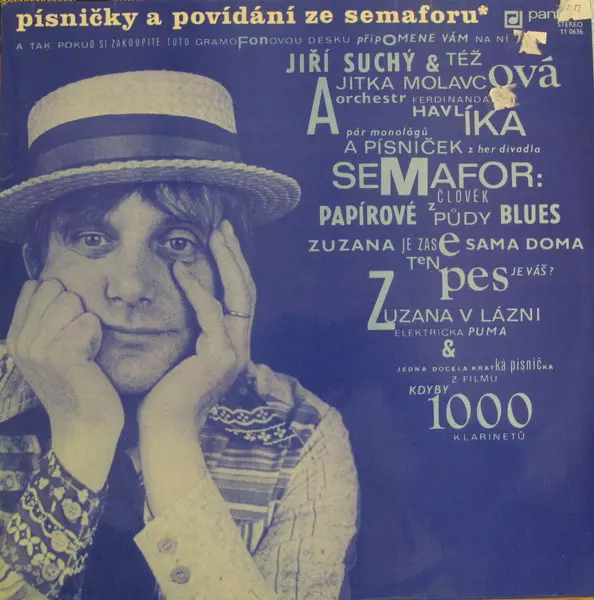 písničky a povídání ze semaforu*
STEREO
11 0636
A TAK POKUD SI ZAKOUPÍTE TUTO GRAMOFONOVOU DESKU připOMENE VÁM NA NÍ
JIŘÍ SUCHÝ & TÉŽ
JITKA MOLAVCOVÁ
A orchestr FERDINANDA
HAVLÍKA
pár monologů
A PÍSNIČEK z her divadla
SEMAFOR:
ČLOVĚK
PAPÍROVÉ z PŮDY BLUES
ZUZANA JE ZASe SAMA DOMA
TeN pes JE VÁŠ?
ZUZANA V LÁZNI
ELEKTRICKÁ PUMA
&
JEDNA DOCELA KRATká písničKA
Z FILMU
KDYBY
1000
KLARINETŮ